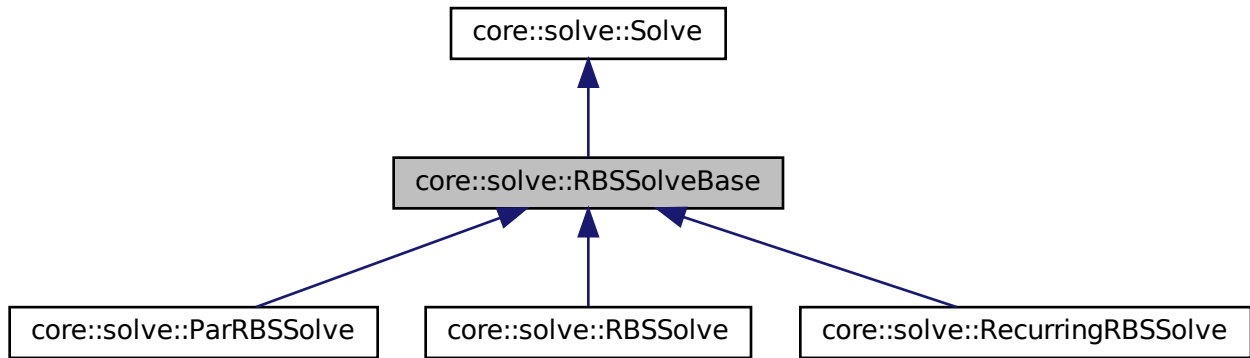 core::solve::Solve
core::solve::RBSSolveBase
core::solve::ParRBSSolve
core::solve::RBSSolve
core::solve::RecurringRBSSolve